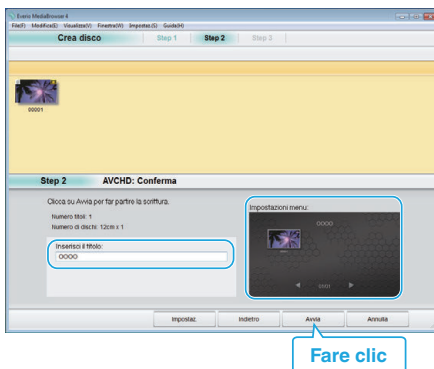 Everio MediaBrowser 4
File(F) Modifica(E) Visualizza(V) Finestra(W) Impostaz.(S) Guida(H)
Crea disco Step 1 Step 2 Step 3
00001
Step 2 AVCHD: Conferma
Clicca su Avvia per far partire la scrittura.
Numero titoli: 1
Numero di dischi: 12cm x 1
Inserisci il titolo:
0000
Impostazioni menu:
0000
Impostaz. Indietro Avvia Annulla
Fare clic